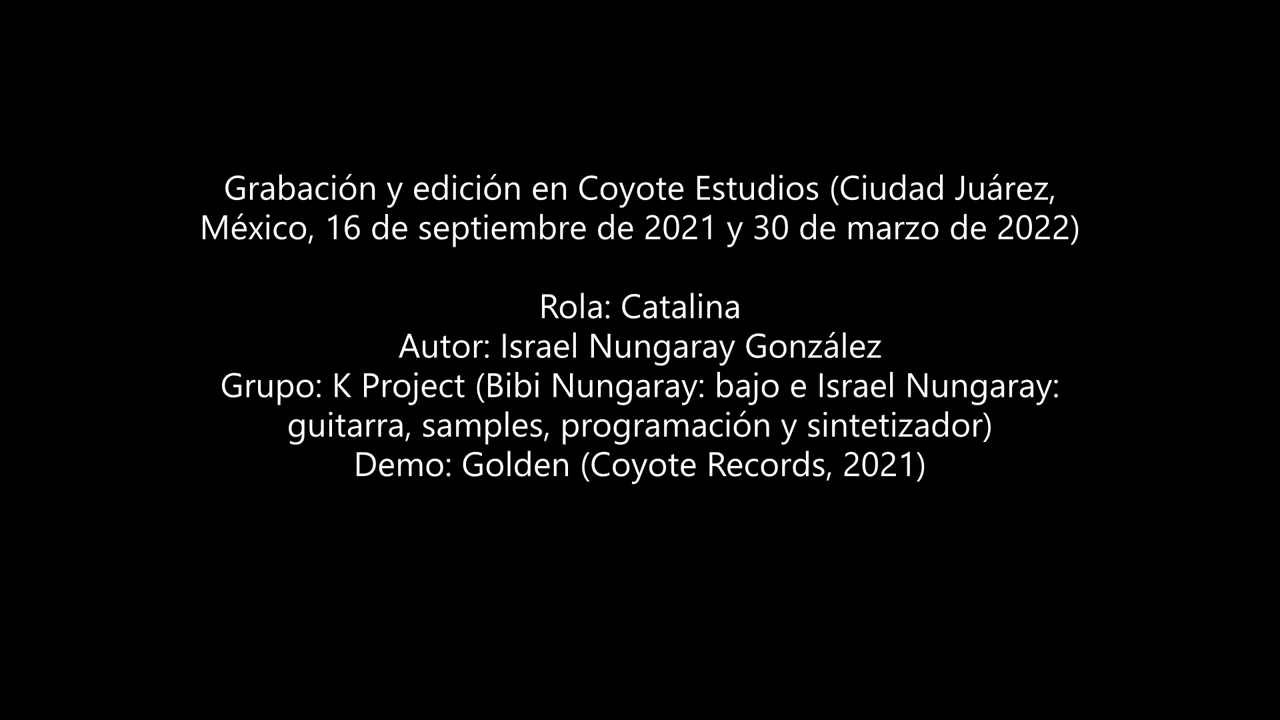 Grabación y edición en Coyote Estudios (Ciudad Juárez,
México, 16 de septiembre de 2021 y 30 de marzo de 2022)
Rola: Catalina
Autor: Israel Nungaray González
Grupo: K Project (Bibi Nungaray: bajo e Israel Nungaray:
guitarra, samples, programación y sintetizador)
Demo: Golden (Coyote Records, 2021)